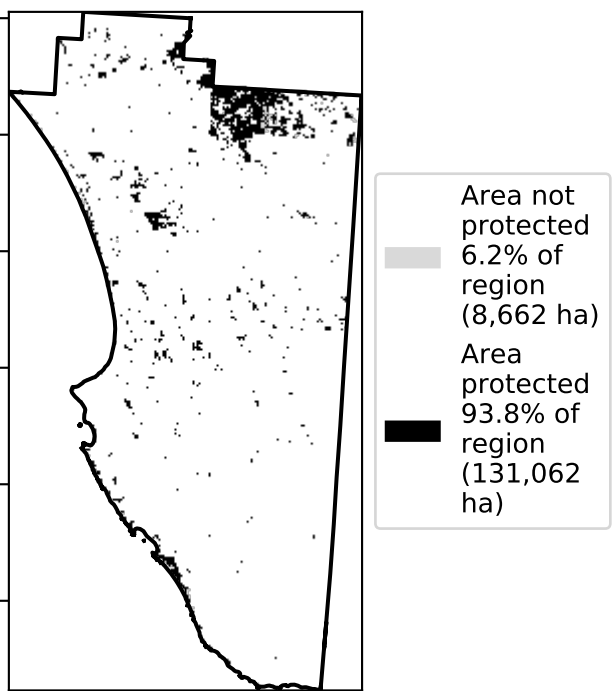 Area not
protected
6.2% of
region
(8,662 ha)
Area
protected
93.8% of
region
(131,062
ha)